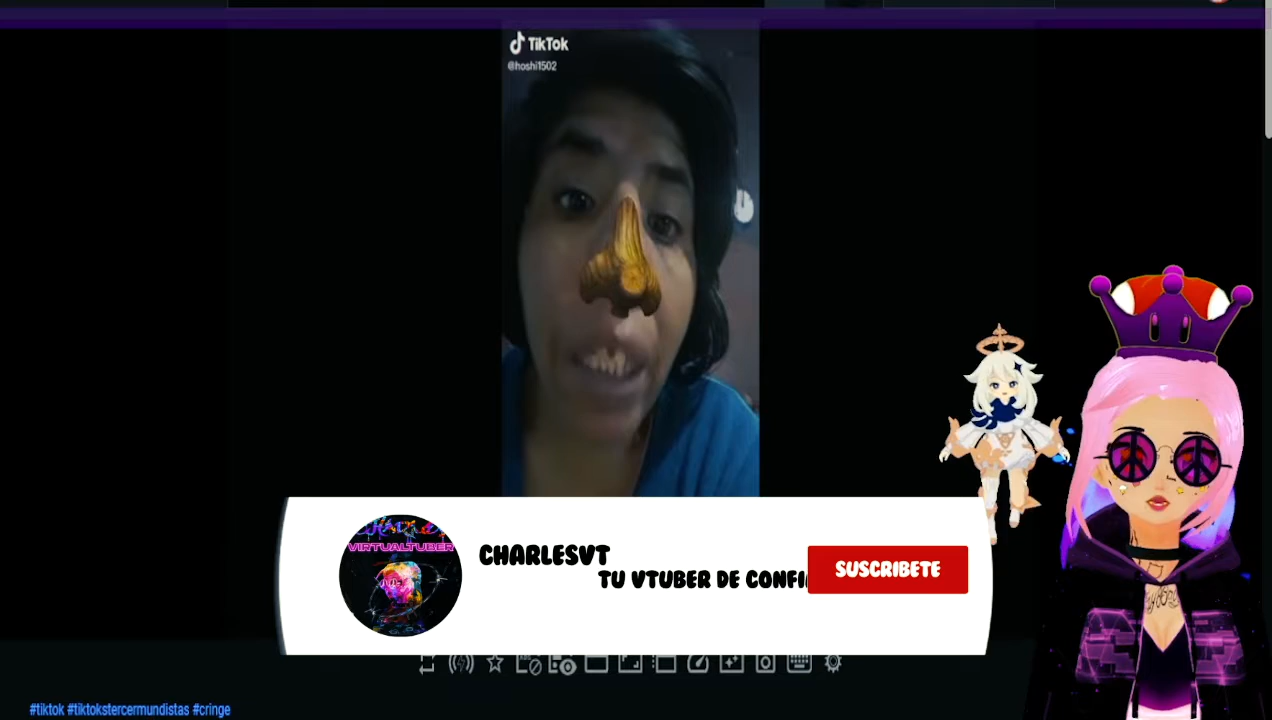 TikTok
@hoshi1502
VIRTUALTUBER
CHARLESVT
TU VTUBER DE CONFI
SUSCRIBETE
#tiktok #tiktokstercermundistas #cringe